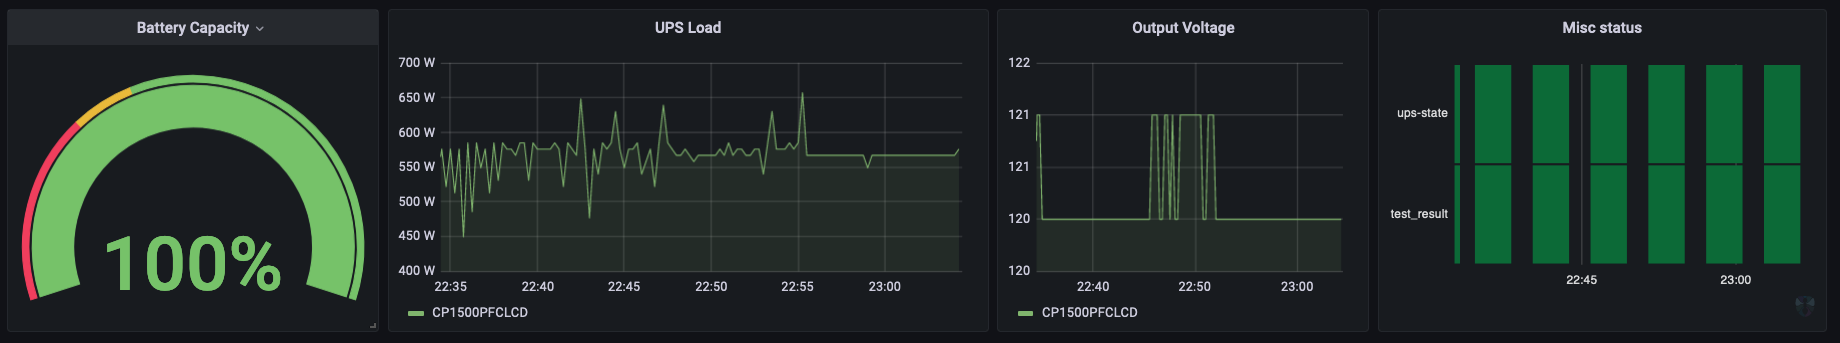 Battery Capacity
100%
UPS Load
700 W
650 W
600 W
550 W
500 W
450 W
400 W
22:35 22:40 22:45 22:50 22:55 23:00
CP1500PFCLCD
Output Voltage
122
121
121
120
120
22:40 22:50 23:00
CP1500PFCLCD
Misc status
ups-state
test_result
22:45 23:00